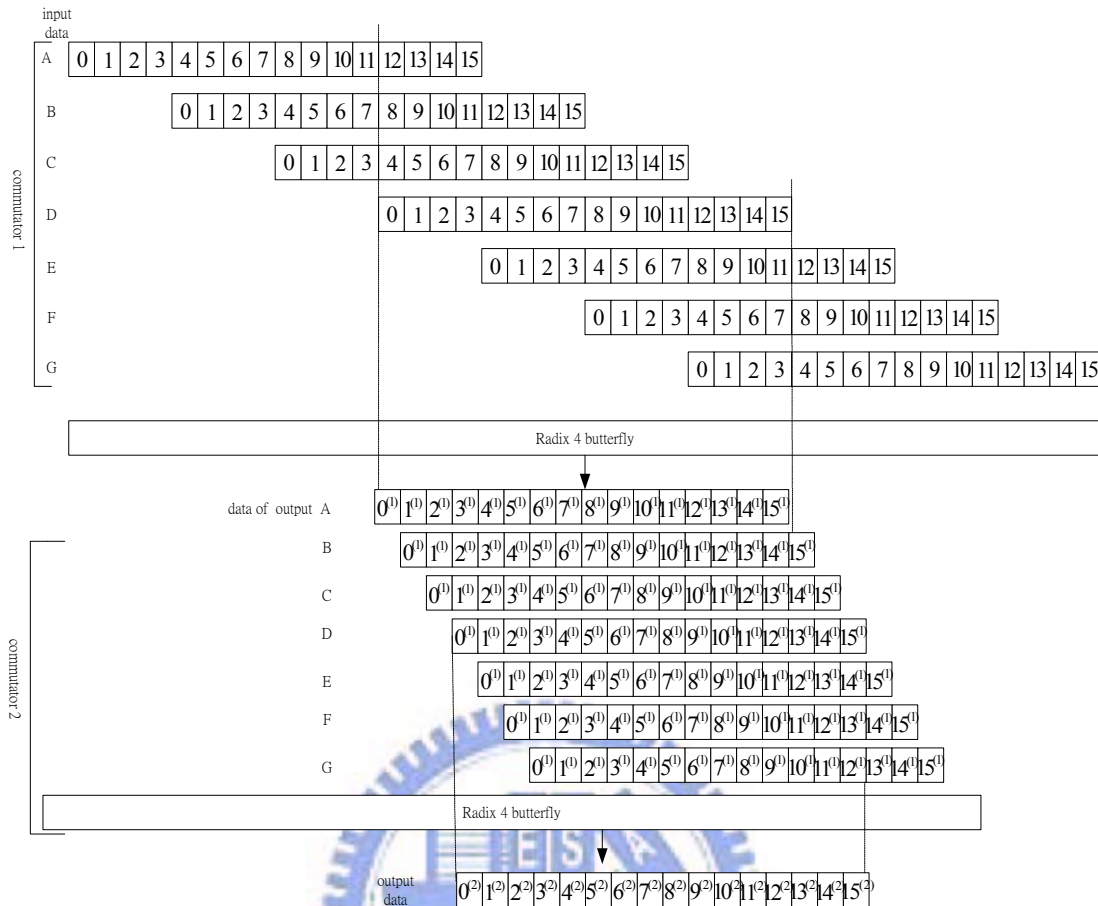 input
data
A 0 1 2 3 4 5 6 7 8 9 10 11 12 13 14 15
B 0 1 2 3 4 5 6 7 8 9 10 11 12 13 14 15
C 0 1 2 3 4 5 6 7 8 9 10 11 12 13 14 15
commutator 1
D 0 1 2 3 4 5 6 7 8 9 10 11 12 13 14 15
E 0 1 2 3 4 5 6 7 8 9 10 11 12 13 14 15
F 0 1 2 3 4 5 6 7 8 9 10 11 12 13 14 15
G 0 1 2 3 4 5 6 7 8 9 10 11 12 13 14 15
Radix 4 butterfly
data of output A 0(1) 1(1) 2(1) 3(1) 4(1) 5(1) 6(1) 7(1) 8(1) 9(1) 10(1) 11(1) 12(1) 13(1) 14(1) 15(1)
B 0(1) 1(1) 2(1) 3(1) 4(1) 5(1) 6(1) 7(1) 8(1) 9(1) 10(1) 11(1) 12(1) 13(1) 14(1) 15(1)
C 0(1) 1(1) 2(1) 3(1) 4(1) 5(1) 6(1) 7(1) 8(1) 9(1) 10(1) 11(1) 12(1) 13(1) 14(1) 15(1)
D 0(1) 1(1) 2(1) 3(1) 4(1) 5(1) 6(1) 7(1) 8(1) 9(1) 10(1) 11(1) 12(1) 13(1) 14(1) 15(1)
commutator 2
E 0(1) 1(1) 2(1) 3(1) 4(1) 5(1) 6(1) 7(1) 8(1) 9(1) 10(1) 11(1) 12(1) 13(1) 14(1) 15(1)
F 0(1) 1(1) 2(1) 3(1) 4(1) 5(1) 6(1) 7(1) 8(1) 9(1) 10(1) 11(1) 12(1) 13(1) 14(1) 15(1)
G 0(1) 1(1) 2(1) 3(1) 4(1) 5(1) 6(1) 7(1) 8(1) 9(1) 10(1) 11(1) 12(1) 13(1) 14(1) 15(1)
Radix 4 butterfly
E S A
output
data
0(2) 1(2) 2(2) 3(2) 4(2) 5(2) 6(2) 7(2) 8(2) 9(2) 10(2) 11(2) 12(2) 13(2) 14(2) 15(2)